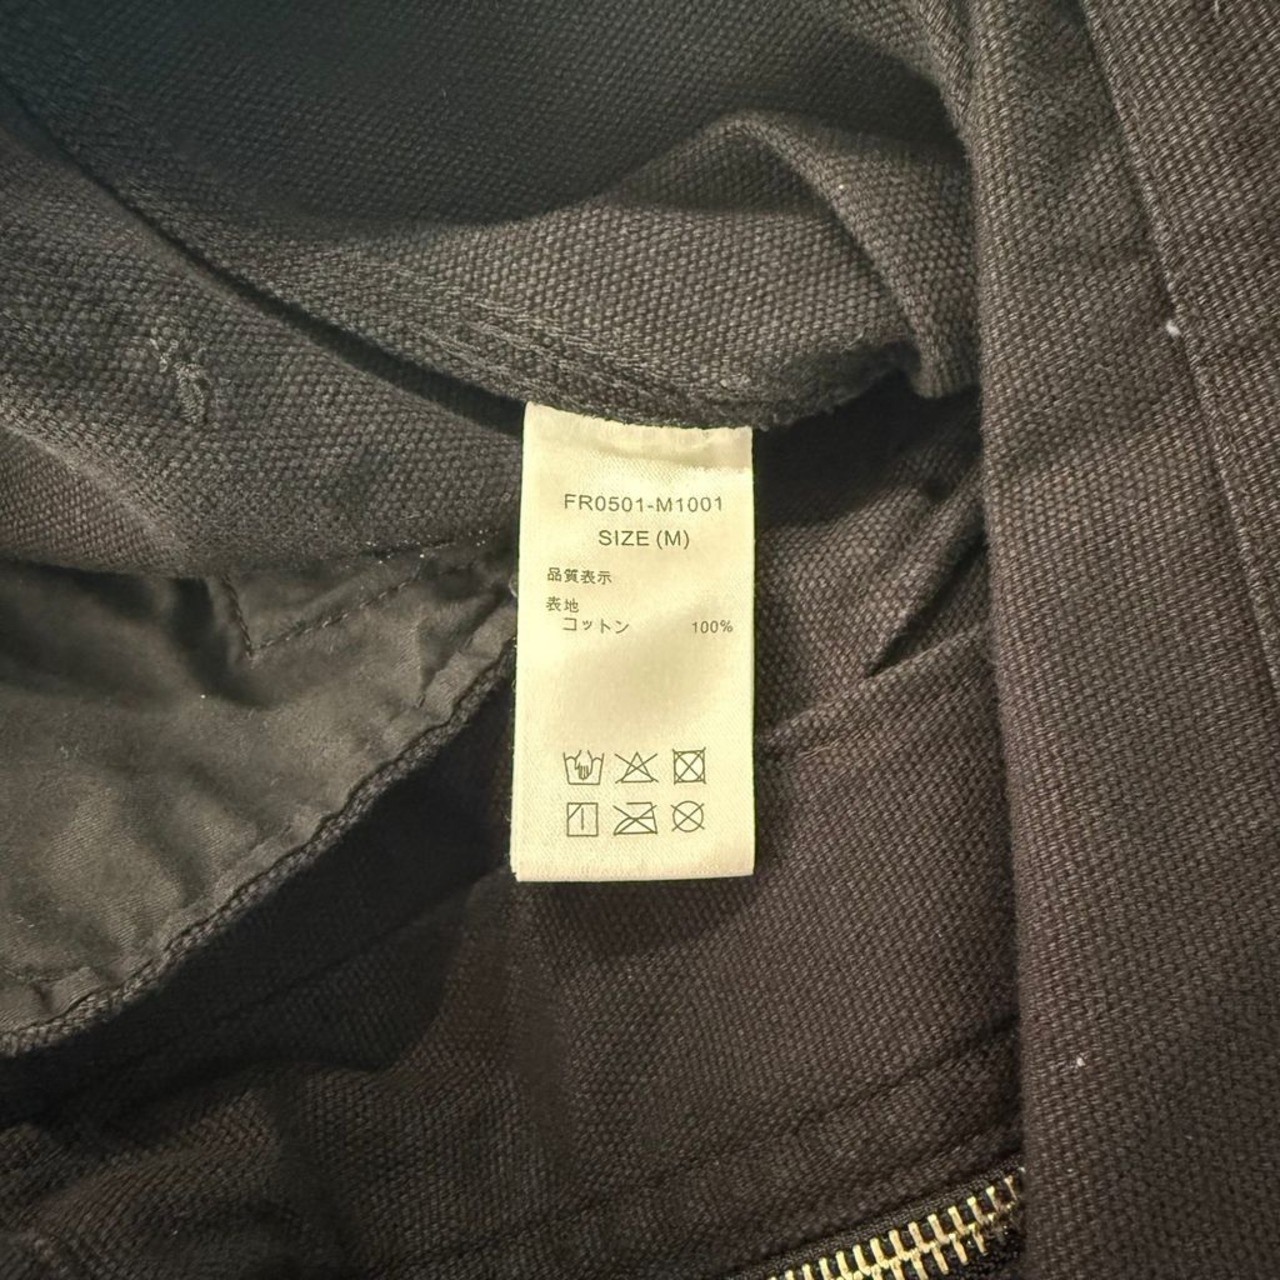 FR0501-M1001
SIZE (M)
品質表示
表地
コットン 100%